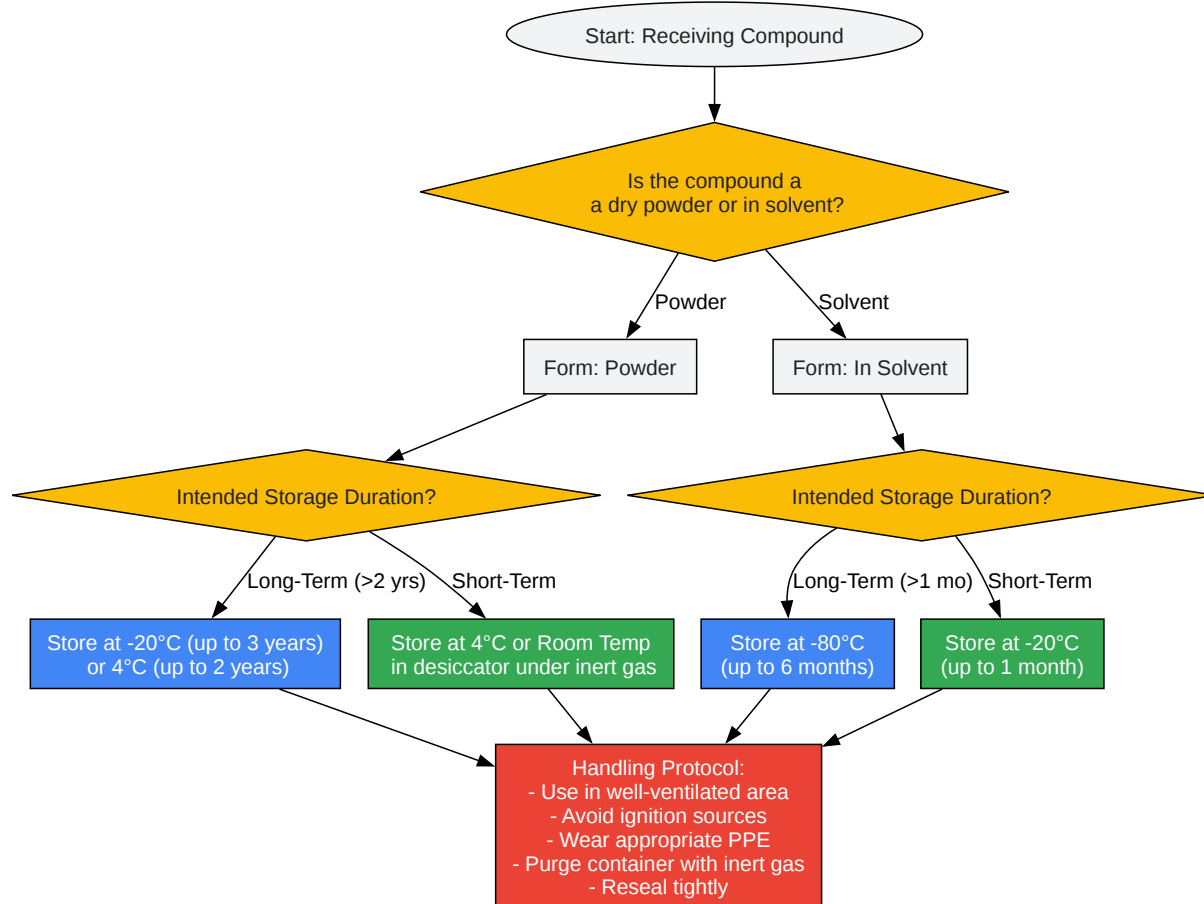 Start: Receiving Compound
Is the compound a
a dry powder or in solvent?
Powder
Solvent
Form: Powder
Form: In Solvent
Intended Storage Duration?
Intended Storage Duration?
Long-Term (>2 yrs)
Short-Term
Long-Term (>1 mo)
Short-Term
Store at -20°C (up to 3 years)
or 4°C (up to 2 years)
Store at 4°C or Room Temp
in desiccator under inert gas
Store at -80°C
(up to 6 months)
Store at -20°C
(up to 1 month)
Handling Protocol:
- Use in well-ventilated area
- Avoid ignition sources
- Wear appropriate PPE
- Purge container with inert gas
- Reseal tightly